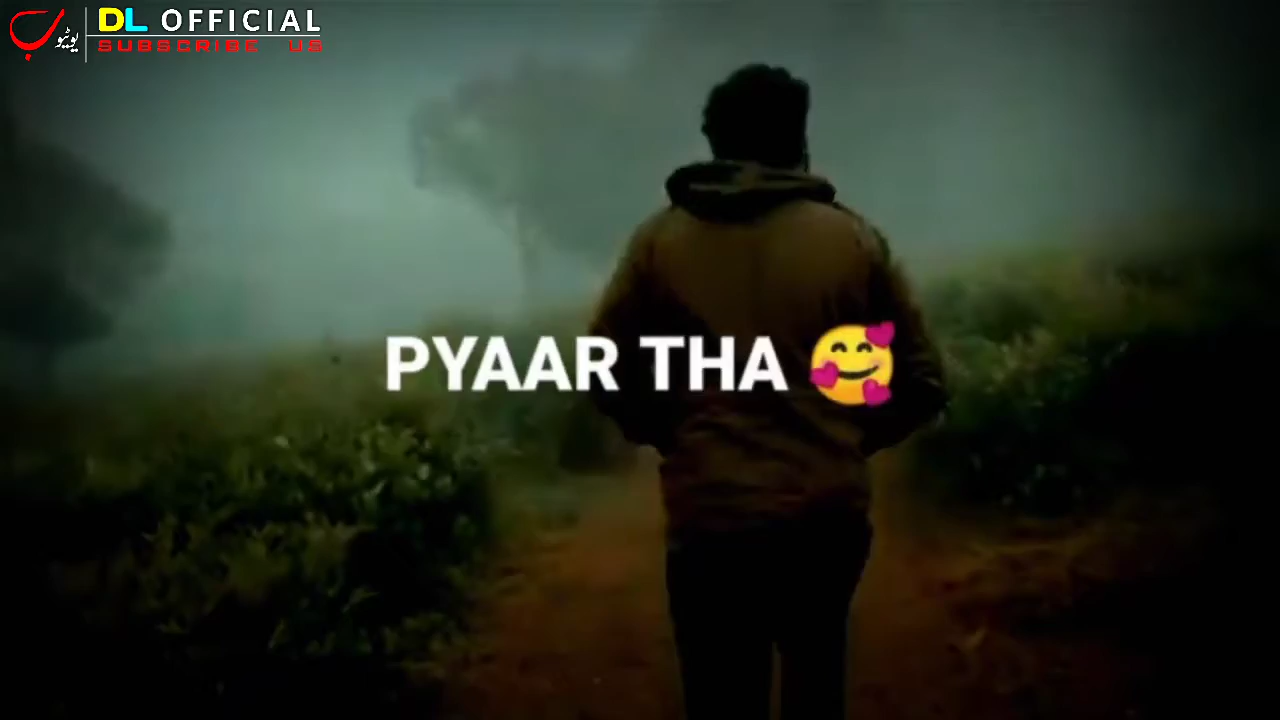 DL OFFICIAL
یوٹیوب SUBSCRIBE US
PYAAR THA 🥰